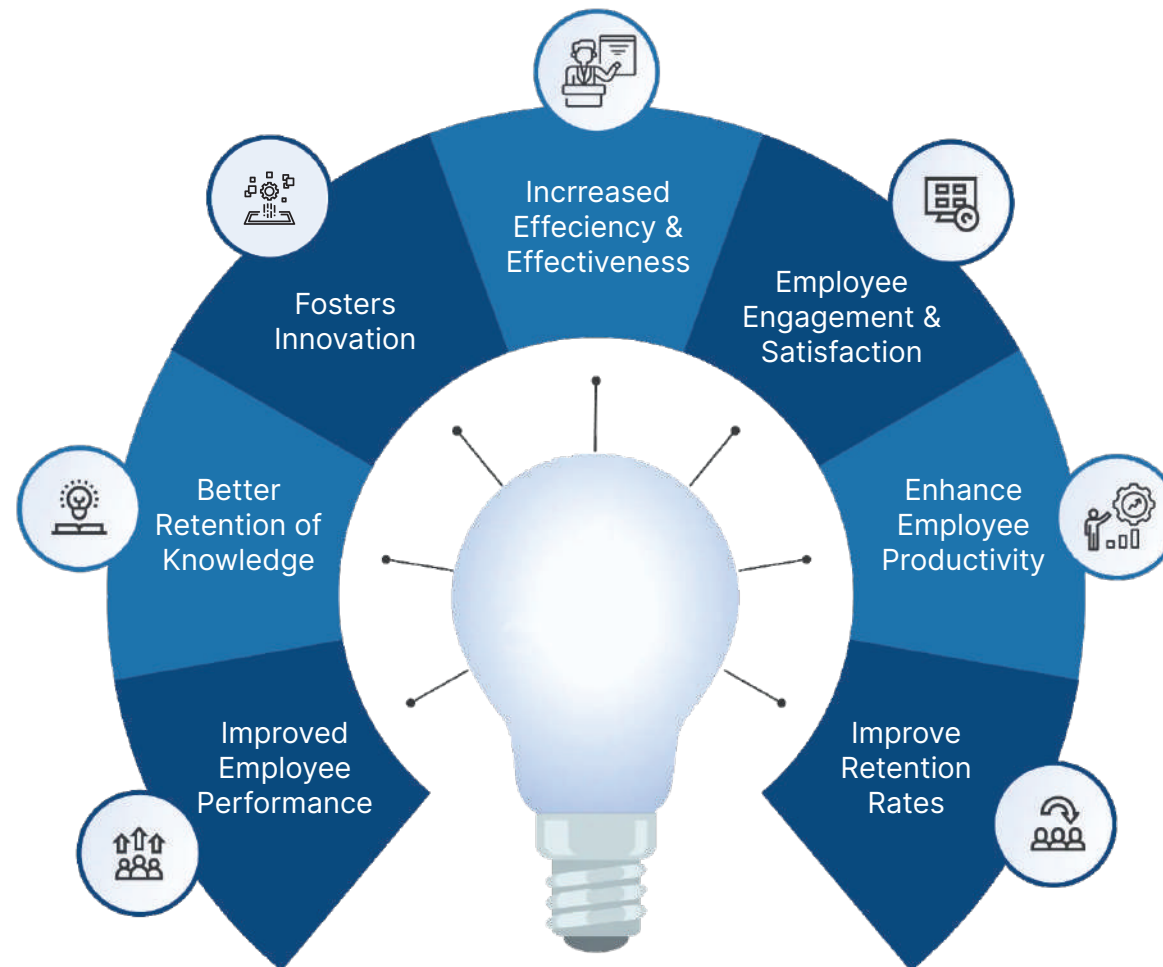 Incrreased
Effeciency &
Effectiveness
Fosters
Innovation
Employee
Engagement &
Satisfaction
Better
Retention of
Knowledge
Enhance
Employee
Productivity
Improved
Employee
Performance
Improve
Retention
Rates